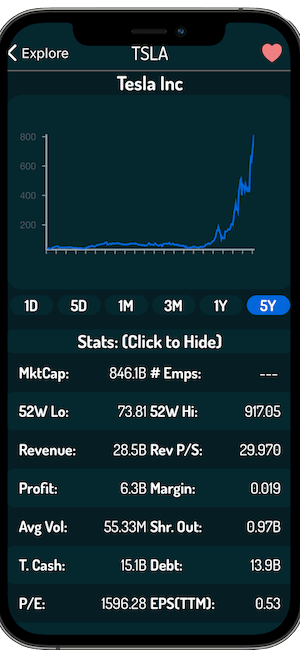 Explore TSLA
Tesla Inc
800
600
400
200
1D 5D 1M 3M 1Y 5Y
Stats: (Click to Hide)
MktCap: 846.1B # Emps: ---
52W Lo: 73.81 52W Hi: 917.05
Revenue: 28.5B Rev P/S: 29.970
Profit: 6.3B Margin: 0.019
Avg Vol: 55.33M Shr. Out: 0.97B
T. Cash: 15.1B Debt: 13.9B
P/E: 1596.28 EPS(TTM): 0.53